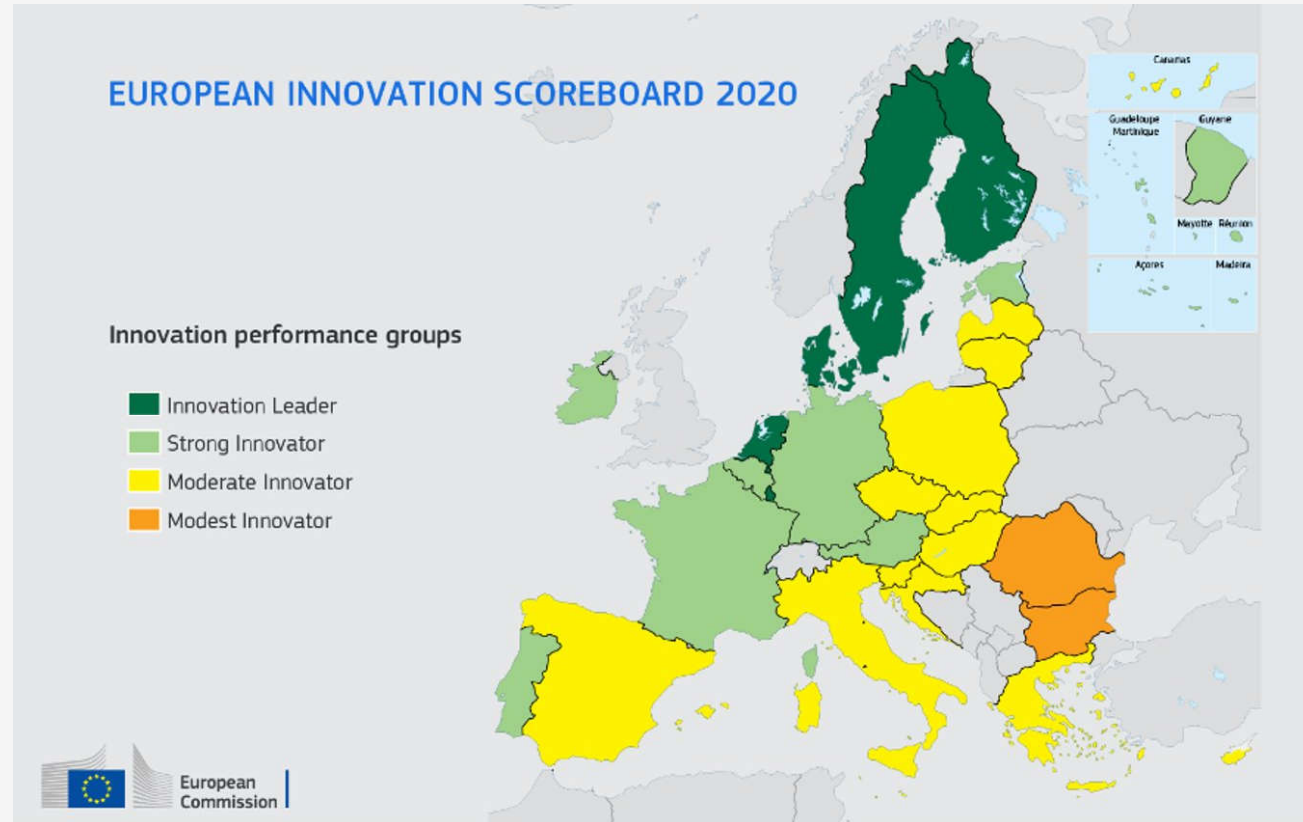 EUROPEAN INNOVATION SCOREBOARD 2020
Canarias
Guadeloupe
Martinique
Guyane
Mayotte
Réunion
Açores
Madeira
Innovation performance groups
Innovation Leader
Strong Innovator
Moderate Innovator
Modest Innovator
European
Commission